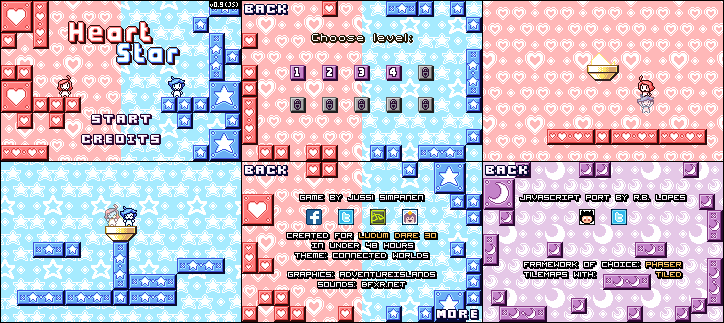 v0.9(JS)
Heart
Star
START
CREDITS
BACK
Choose level:
1 2 3 4
BACK
GAME BY JUSSI SIMPANEN
CREATED FOR LUDUM DARE 30
IN UNDER 48 HOURS
THEME: CONNECTED WORLDS
GRAPHICS: ADVENTUREISLANDS
SOUNDS: BFXR.NET
MORE
BACK
JAVASCRIPT PORT BY R.B. LOPES
FRAMEWORK OF CHOICE: PHASER
TILEMAPS WITH: TILED